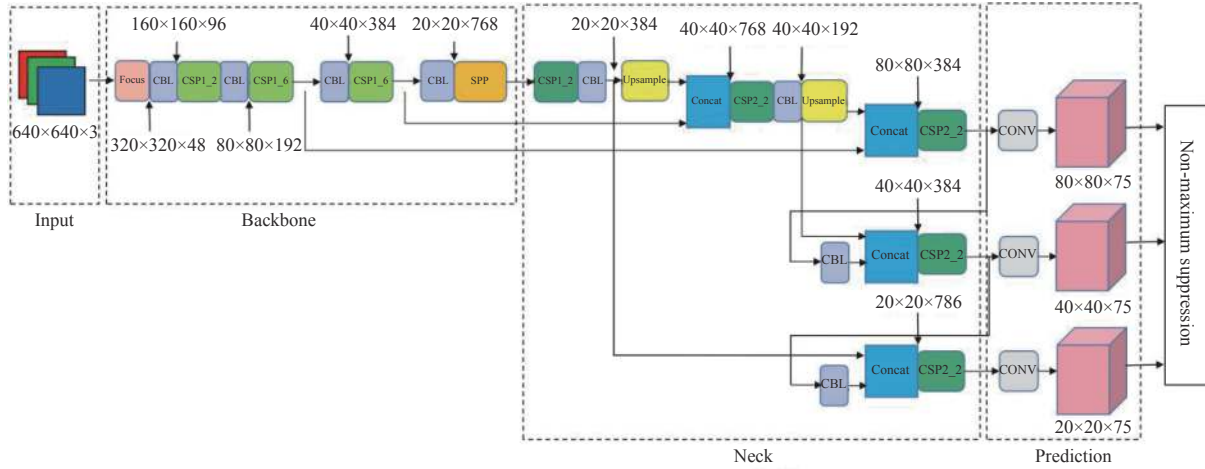 160×160×96
40×40×384
20×20×768
20×20×384
40×40×768
40×40×192
80×80×384
Focus
CBL
CSP1_2
CBL
CSP1_6
CBL
CSP1_6
CBL
SPP
CSP1_2
CBL
Upsample
Concat
CSP2_2
CBL
Upsample
Concat
CSP2_2
CONV
640×640×3
320×320×48
80×80×192
80×80×75
Input
Backbone
40×40×384
CBL
Concat
CSP2_2
CONV
40×40×75
20×20×786
CBL
Concat
CSP2_2
CONV
20×20×75
Non-maximum suppression
Neck
Prediction